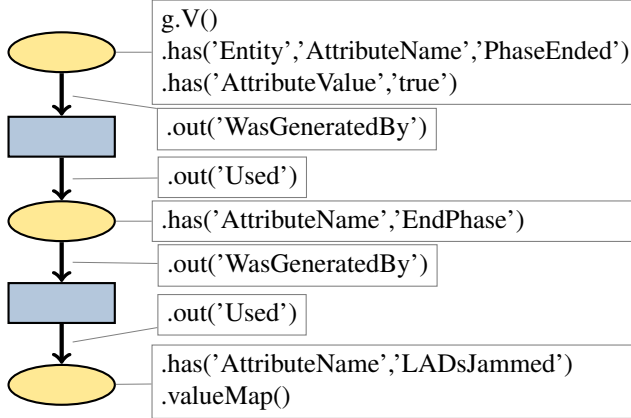 g.V()
.has('Entity','AttributeName','PhaseEnded')
.has('AttributeValue','true')
.out('WasGeneratedBy')
.out('Used')
.has('AttributeName','EndPhase')
.out('WasGeneratedBy')
.out('Used')
.has('AttributeName','LADsJammed')
.valueMap()